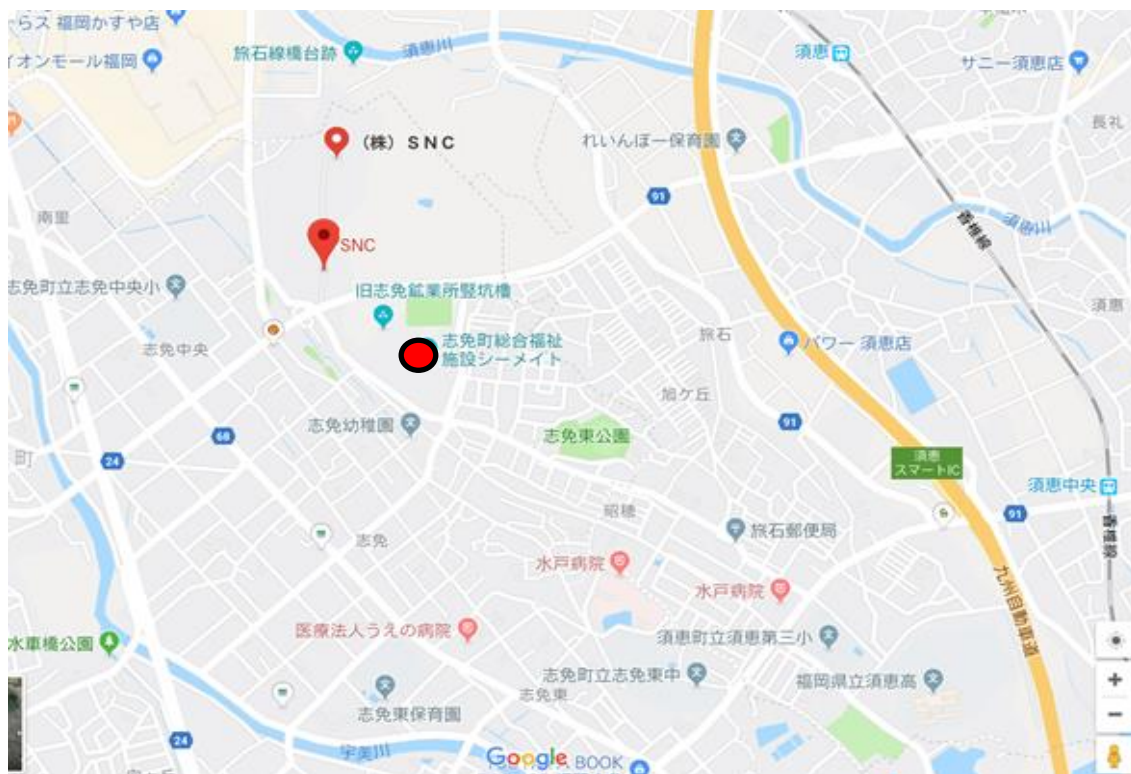 らス 福岡かすや店
イオンモール福岡
旅石線橋台跡
須恵川
須恵
サニー須恵店
(株) SNC
れいんぼー保育園
長礼
91
南里
SNC
香椎線
須恵川
志免町立志免中央小
旧志免鉱業所竪坑櫓
須恵
志免中央
志免町総合福祉
施設シーメイト
旅石
パワー 須恵店
旭ケ丘
志免幼稚園
68
志免東公園
91
町
24
須恵
スマートIC
須恵中央
昭穂
91
志免
旅石郵便局
香椎線
水戸病院
水戸病院
九州自動車道
医療法人うえの病院
須恵町立須恵第三小
水車橋公園
志免町立志免東中
福岡県立須恵高
志免東
志免東保育園
24
宇美川
Google
BOOK